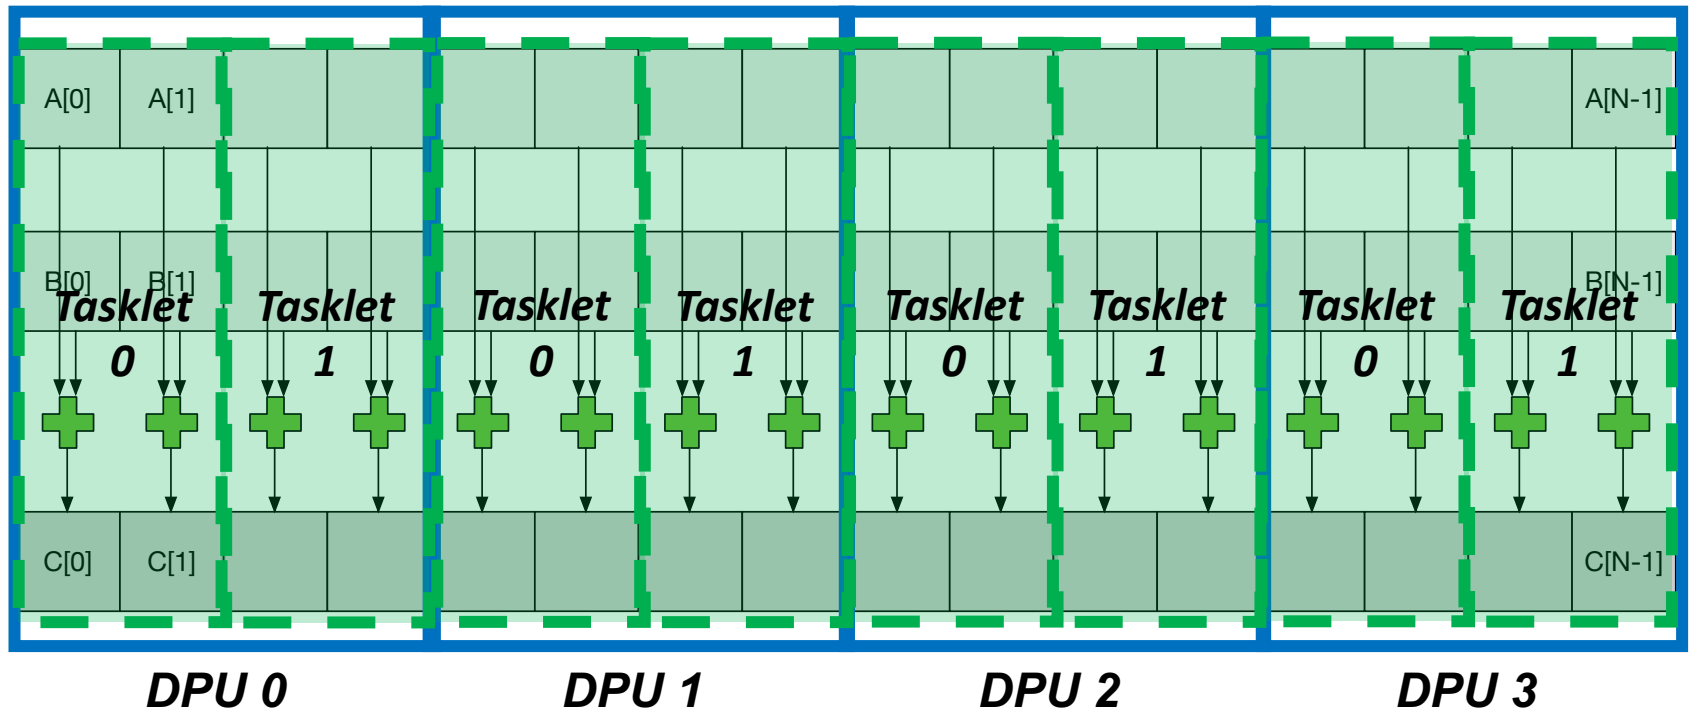 A[0] A[1] A[N-1]
B[0] B[1] B[N-1]
Tasklet 0 Tasklet 1 Tasklet 0 Tasklet 1 Tasklet 0 Tasklet 1 Tasklet 0 Tasklet 1
C[0] C[1] C[N-1]
DPU 0 DPU 1 DPU 2 DPU 3